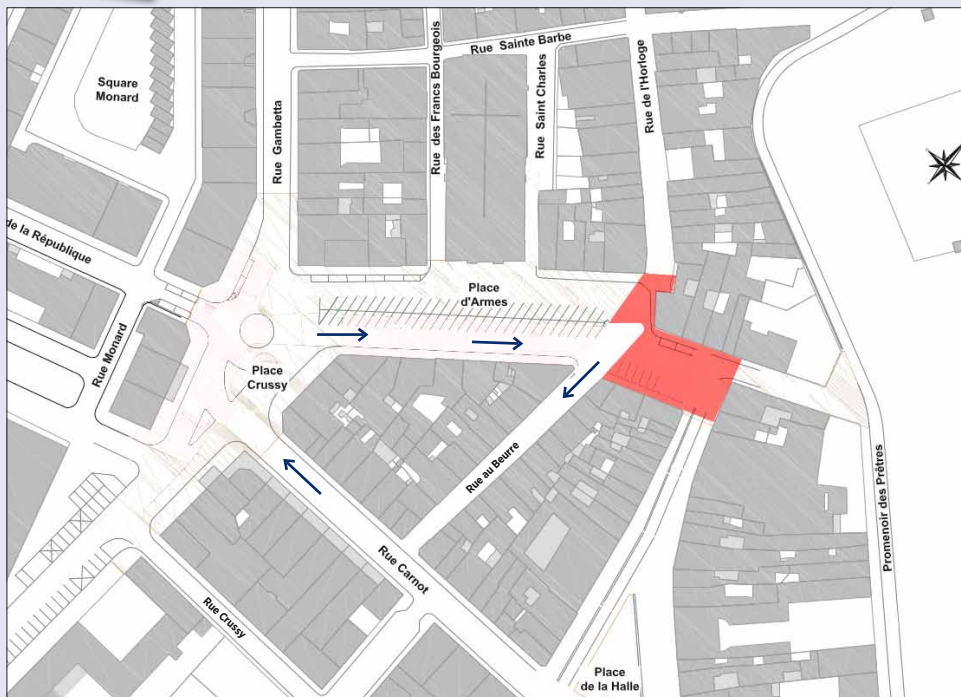 Rue Sainte Barbe
Square
Monard
Rue Gambetta
Rue des Francs Bourgeois
Rue Saint Charles
Rue de l'Horloge
de la République
Place
d'Armes
Rue Monard
Place
Crussy
Rue au Beurre
Promenoir des Prêtres
Rue Carnot
Rue Crussy
Place
de la Halle